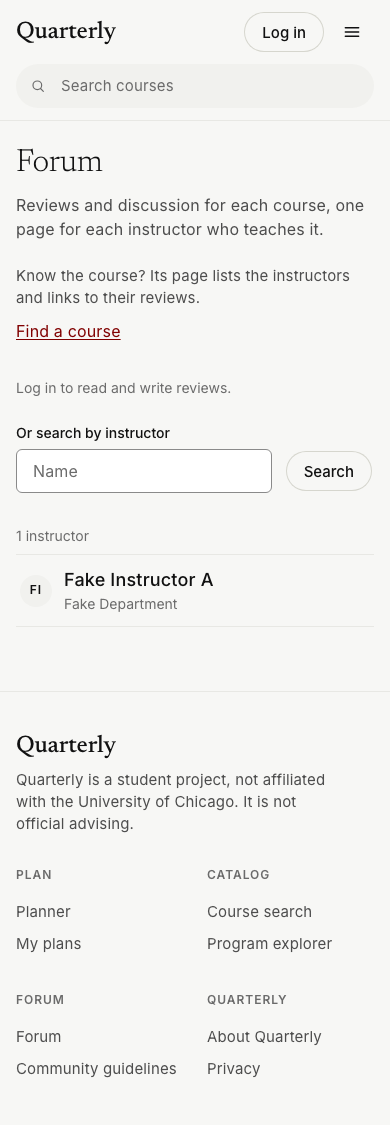 Quarterly
Log in
Search courses
Forum
Reviews and discussion for each course, one
page for each instructor who teaches it.
Know the course? Its page lists the instructors
and links to their reviews.
Find a course
Log in to read and write reviews.
Or search by instructor
Name
Search
1 instructor
FI
Fake Instructor A
Fake Department
Quarterly
Quarterly is a student project, not affiliated
with the University of Chicago. It is not
official advising.
PLAN
CATALOG
Planner
Course search
My plans
Program explorer
FORUM
QUARTERLY
Forum
About Quarterly
Community guidelines
Privacy